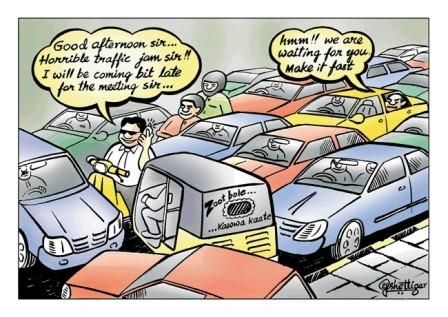 Good afternoon sir...
Horrible traffic jam sir!!
I will be coming bit late
for the meeting sir...
hmm!! we are
waiting for you
make it fast
Zoot bole...
...kauwa kaate